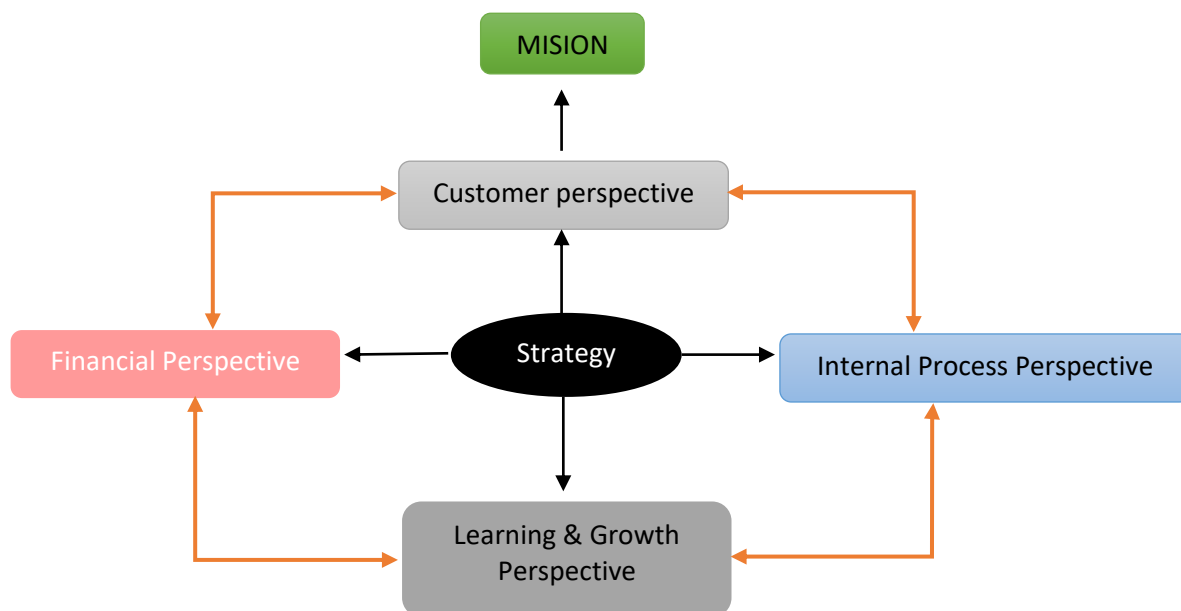 MISION
Customer perspective
Financial Perspective
Strategy
Internal Process Perspective
Learning & Growth
Perspective